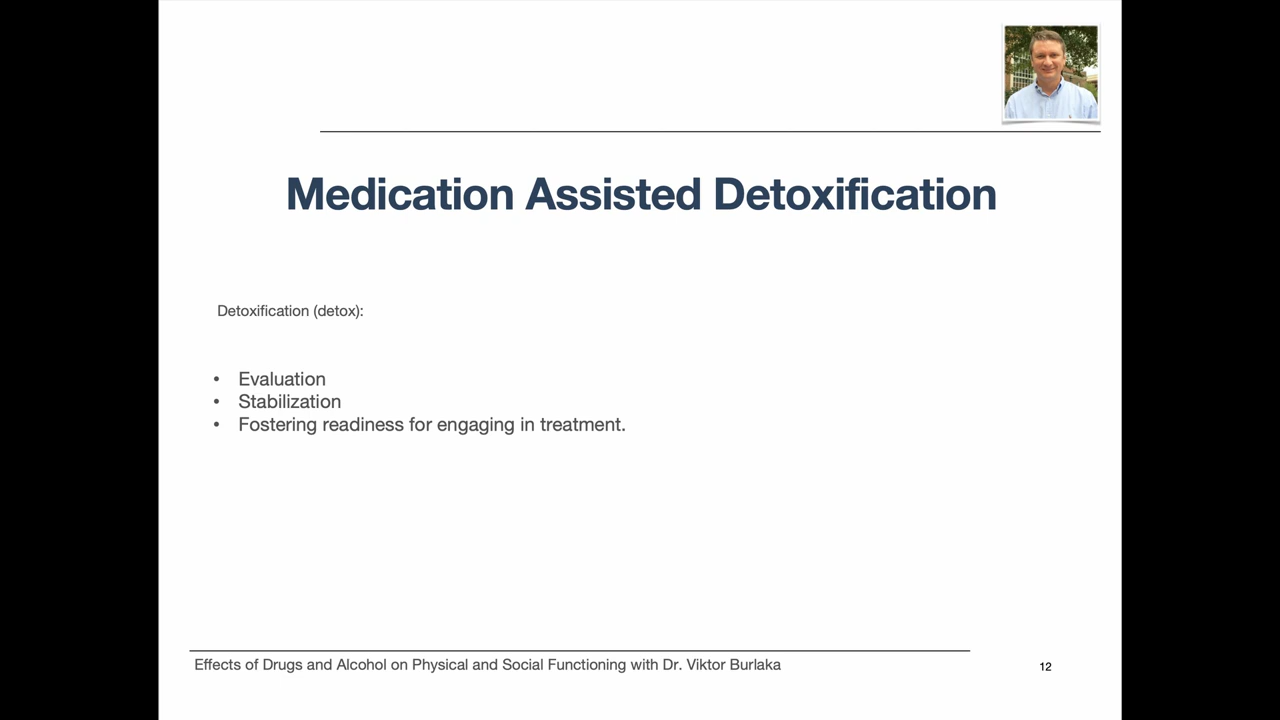 Medication Assisted Detoxification
Detoxification (detox):
• Evaluation
• Stabilization
• Fostering readiness for engaging in treatment.
Effects of Drugs and Alcohol on Physical and Social Functioning with Dr. Viktor Burlaka
12